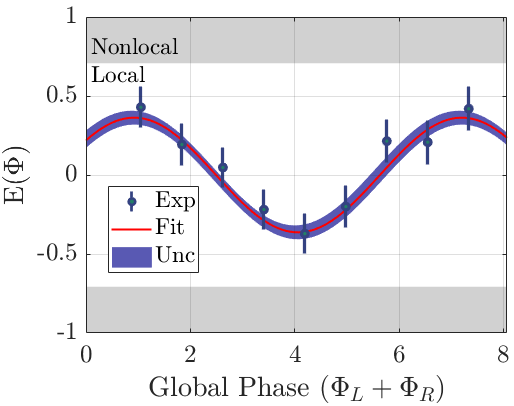 1
Nonlocal
Local
0.5
0
-0.5
-1
E(Φ)
Exp
Fit
Unc
0 2 4 6 8
Global Phase (Φ_L + Φ_R)